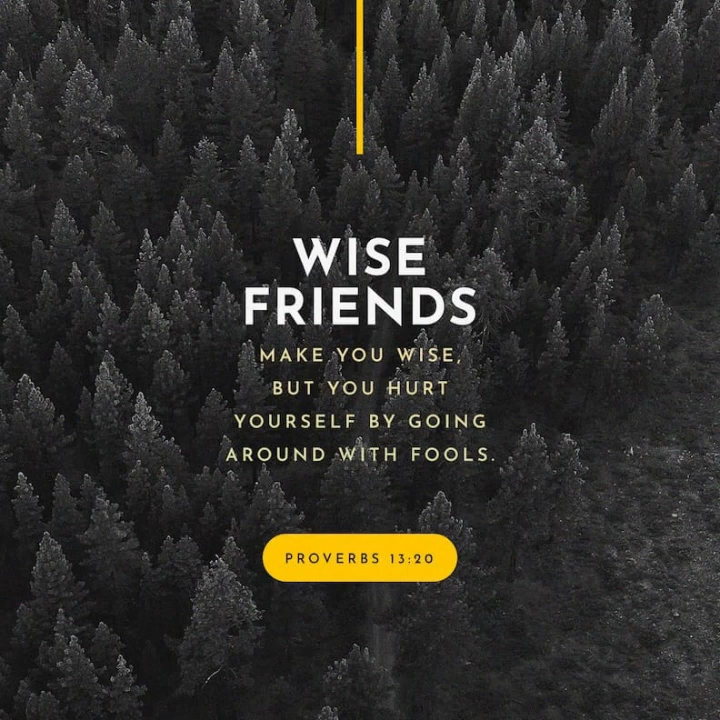 WISE
FRIENDS
MAKE YOU WISE,
BUT YOU HURT
YOURSELF BY GOING
AROUND WITH FOOLS.
PROVERBS 13:20